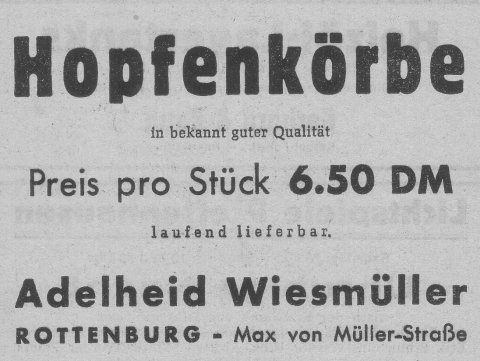 Hopfenkörbe
in bekannt guter Qualität
Preis pro Stück 6.50 DM
laufend lieferbar.
Adelheid Wiesmüller
ROTTENBURG - Max von Müller-Straße